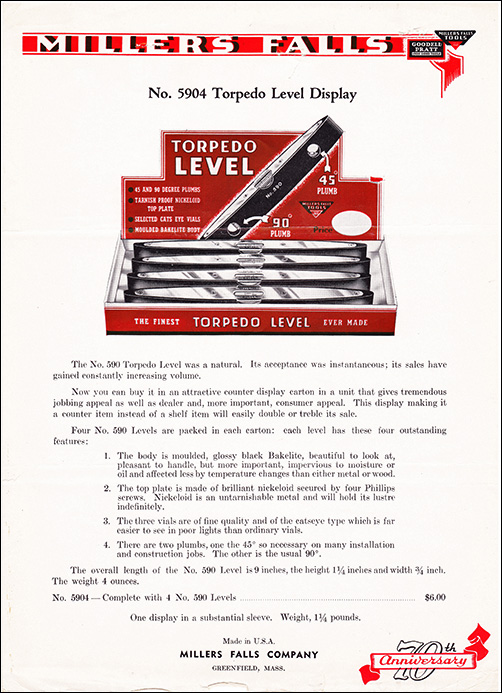 MILLERS FALLS
MILLERS FALLS
TOOLS
GOODELL
PRATT
No. 5904 Torpedo Level Display
TORPEDO
LEVEL
45 AND 90 DEGREE PLUMBS
TARNISH PROOF NICKELOID
TOP PLATE
SELECTED CATS EYE VIALS
MOULDED BAKELITE BODY
No. 590
45°
PLUMB
90°
PLUMB
MILLERS FALLS
TOOLS
Price
THE FINEST TORPEDO LEVEL EVER MADE
The No. 590 Torpedo Level was a natural. Its acceptance was instantaneous; its sales have
gained constantly increasing volume.
Now you can buy it in an attractive counter display carton in a unit that gives tremendous
jobbing appeal as well as dealer and, more important, consumer appeal. This display making it
a counter item instead of a shelf item will easily double or treble its sale.
Four No. 590 Levels are packed in each carton: each level has these four outstanding
features:
1. The body is moulded, glossy black Bakelite, beautiful to look at,
pleasant to handle, but more important, impervious to moisture or
oil and affected less by temperature changes than either metal or wood.
2. The top plate is made of brilliant nickeloid secured by four Phillips
screws. Nickeloid is an untarnishable metal and will hold its lustre
indefinitely.
3. The three vials are of fine quality and of the catseye type which is far
easier to see in poor lights than ordinary vials.
4. There are two plumbs, one the 45° so necessary on many installation
and construction jobs. The other is the usual 90°.
The overall length of the No. 590 Level is 9 inches, the height 1¼ inches and width ¾ inch.
The weight 4 ounces.
No. 5904 — Complete with 4 No. 590 Levels ........ $6.00
One display in a substantial sleeve. Weight, 1¼ pounds.
Made in U.S.A.
MILLERS FALLS COMPANY
GREENFIELD, MASS.
70th
Anniversary